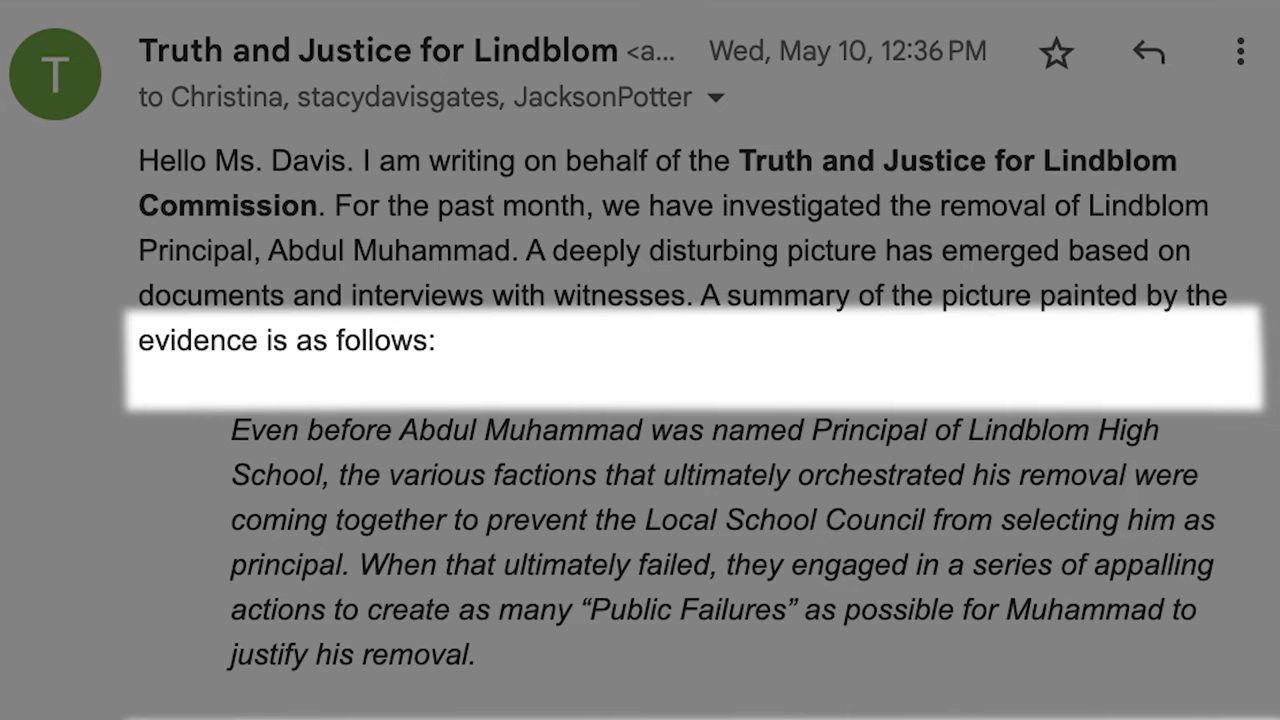 T
Truth and Justice for Lindblom <a... Wed, May 10, 12:36 PM
to Christina, stacydavisgates, JacksonPotter
Hello Ms. Davis. I am writing on behalf of the Truth and Justice for Lindblom
Commission. For the past month, we have investigated the removal of Lindblom
Principal, Abdul Muhammad. A deeply disturbing picture has emerged based on
documents and interviews with witnesses. A summary of the picture painted by the
evidence is as follows:
Even before Abdul Muhammad was named Principal of Lindblom High
School, the various factions that ultimately orchestrated his removal were
coming together to prevent the Local School Council from selecting him as
principal. When that ultimately failed, they engaged in a series of appalling
actions to create as many “Public Failures” as possible for Muhammad to
justify his removal.